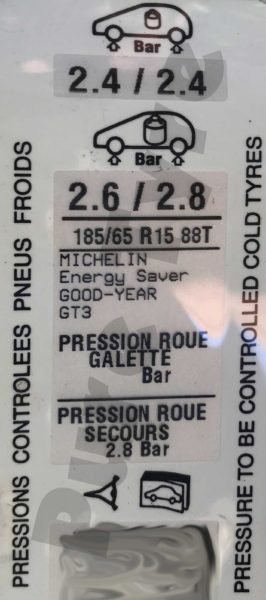 Bar
2.4 / 2.4
Bar
2.6 / 2.8
185/65 R15 88T
MICHELIN
Energy Saver
GOOD-YEAR
GT3
PRESSION ROUE
GALETTE
Bar
PRESSION ROUE
SECOURS
2.8 Bar
PRESSIONS CONTROLEES PNEUS FROIDS
PRESSURE TO BE CONTROLLED COLD TYRES